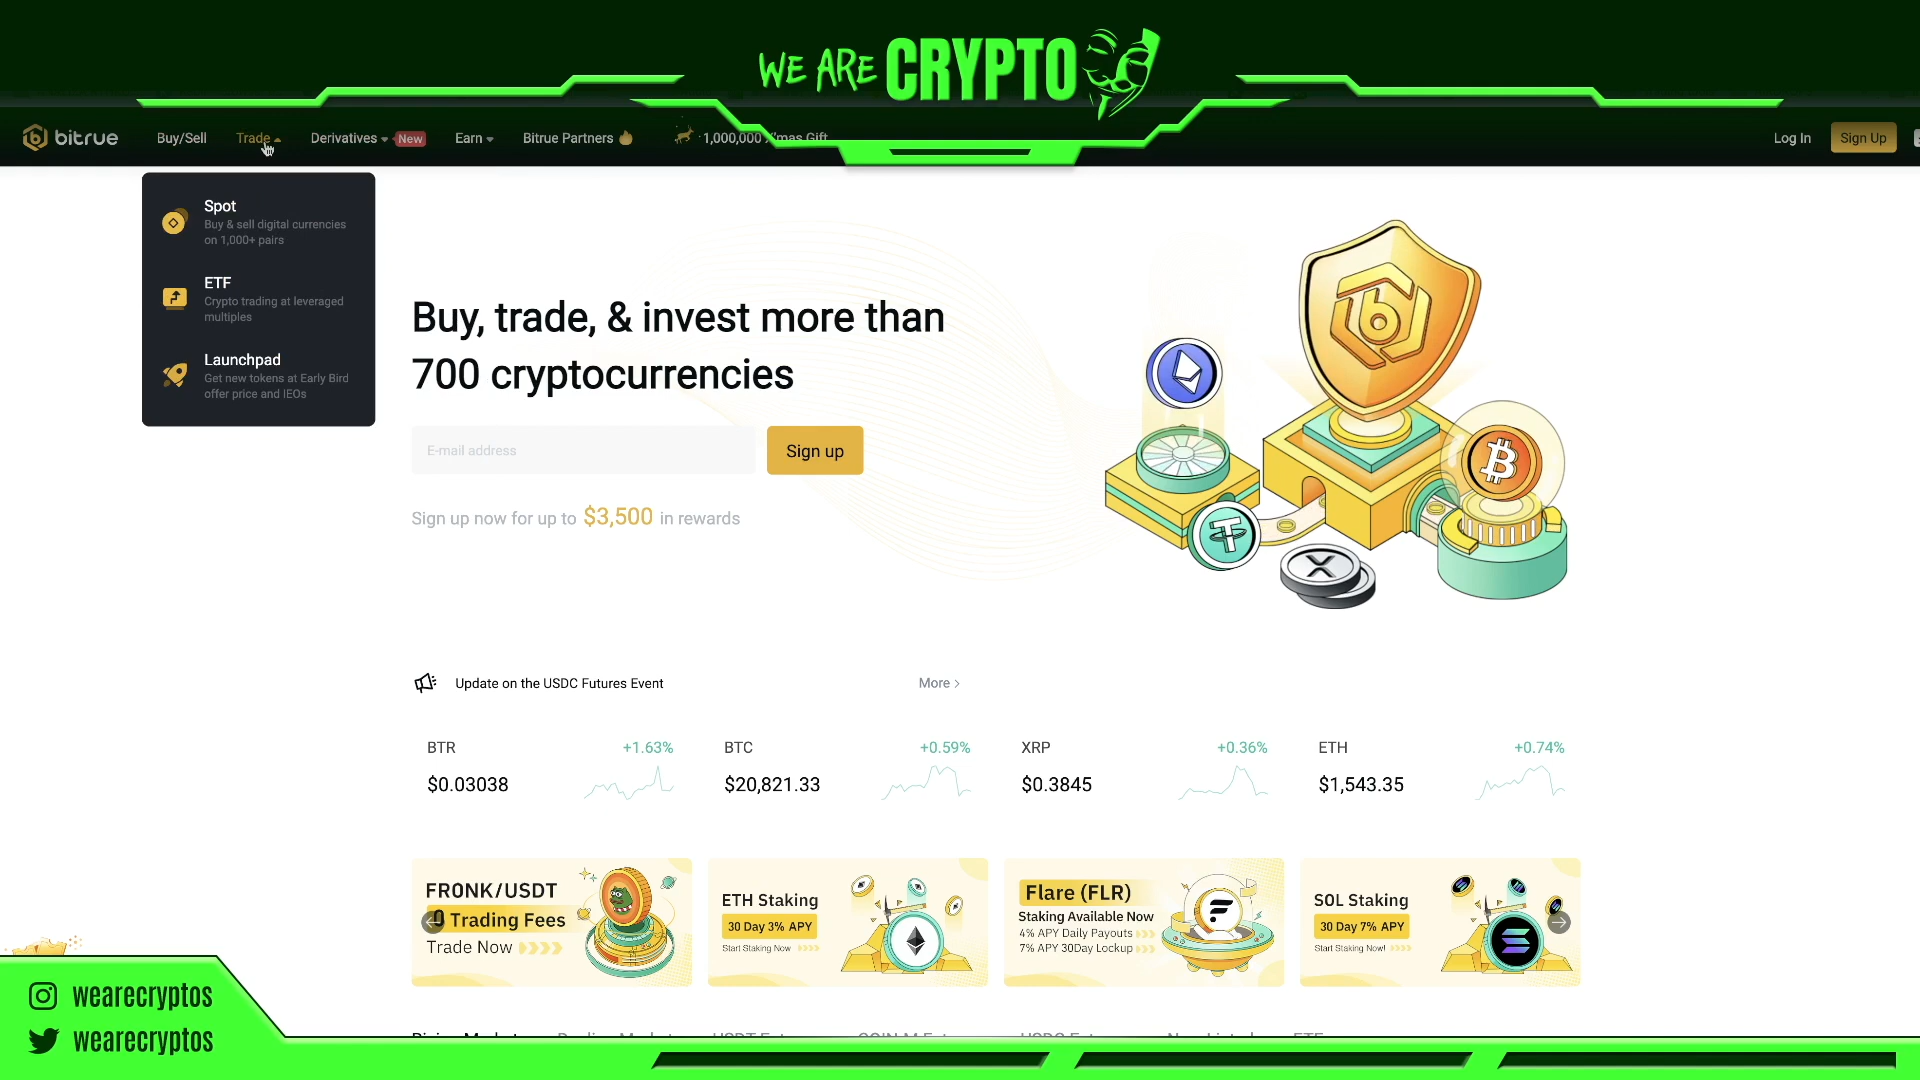 WE ARE CRYPTO
bitrue
Buy/Sell
Trade
Derivatives
New
Earn
Bitrue Partners
1,000,000
mas Gift
Log In
Sign Up
Spot
Buy & sell digital currencies
on 1,000+ pairs
ETF
Crypto trading at leveraged
multiples
Launchpad
Get new tokens at Early Bird
offer price and IEOs
Buy, trade, & invest more than
700 cryptocurrencies
E-mail address
Sign up
Sign up now for up to $3,500 in rewards
Update on the USDC Futures Event
More >
BTR +1.63%
$0.03038
BTC +0.59%
$20,821.33
XRP +0.36%
$0.3845
ETH +0.74%
$1,543.35
FRONK/USDT
0 Trading Fees
Trade Now
ETH Staking
30 Day 3% APY
Start Staking Now
Flare (FLR)
Staking Available Now
4% APY Daily Payouts
7% APY 30Day Lockup
SOL Staking
30 Day 7% APY
Start Staking Now!
wearecryptos
wearecryptos